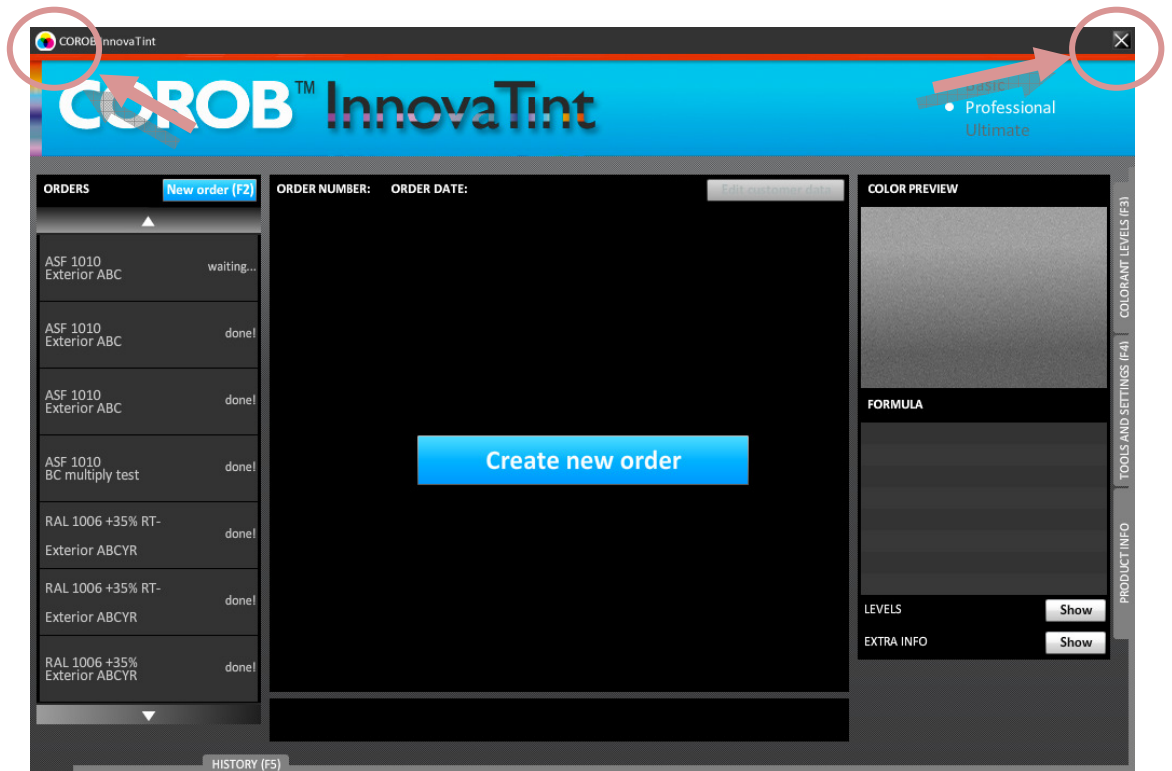 COROB InnovaTint
COROB™ InnovaTint
Basic
Professional
Ultimate
ORDERS
New order (F2)
ASF 1010
Exterior ABC
waiting...
ASF 1010
Exterior ABC
done!
ASF 1010
Exterior ABC
done!
ASF 1010
BC multiply test
done!
RAL 1006 +35% RT-
Exterior ABCYR
done!
RAL 1006 +35% RT-
Exterior ABCYR
done!
RAL 1006 +35%
Exterior ABCYR
done!
ORDER NUMBER: ORDER DATE:
Edit customer data
Create new order
COLOR PREVIEW
FORMULA
LEVELS
Show
EXTRA INFO
Show
COLORANT LEVELS (F3)
TOOLS AND SETTINGS (F4)
PRODUCT INFO
HISTORY (F5)